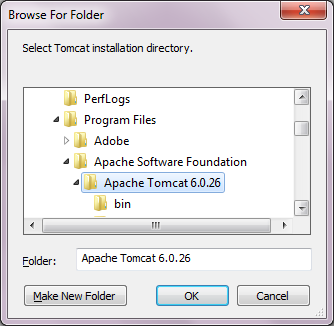 Browse For Folder
Select Tomcat installation directory.
PerfLogs
Program Files
Adobe
Apache Software Foundation
Apache Tomcat 6.0.26
bin
Folder: Apache Tomcat 6.0.26
Make New Folder OK Cancel